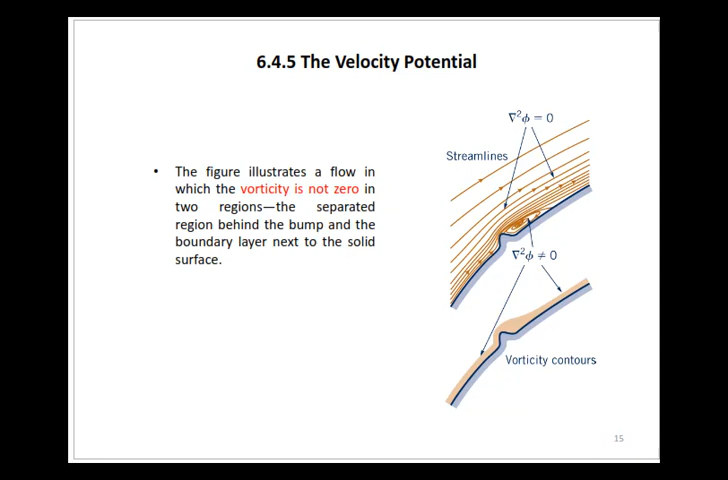 6.4.5 The Velocity Potential
• The figure illustrates a flow in
which the vorticity is not zero in
two regions—the separated
region behind the bump and the
boundary layer next to the solid
surface.
∇²ϕ = 0
Streamlines
∇²ϕ ≠ 0
Vorticity contours
15